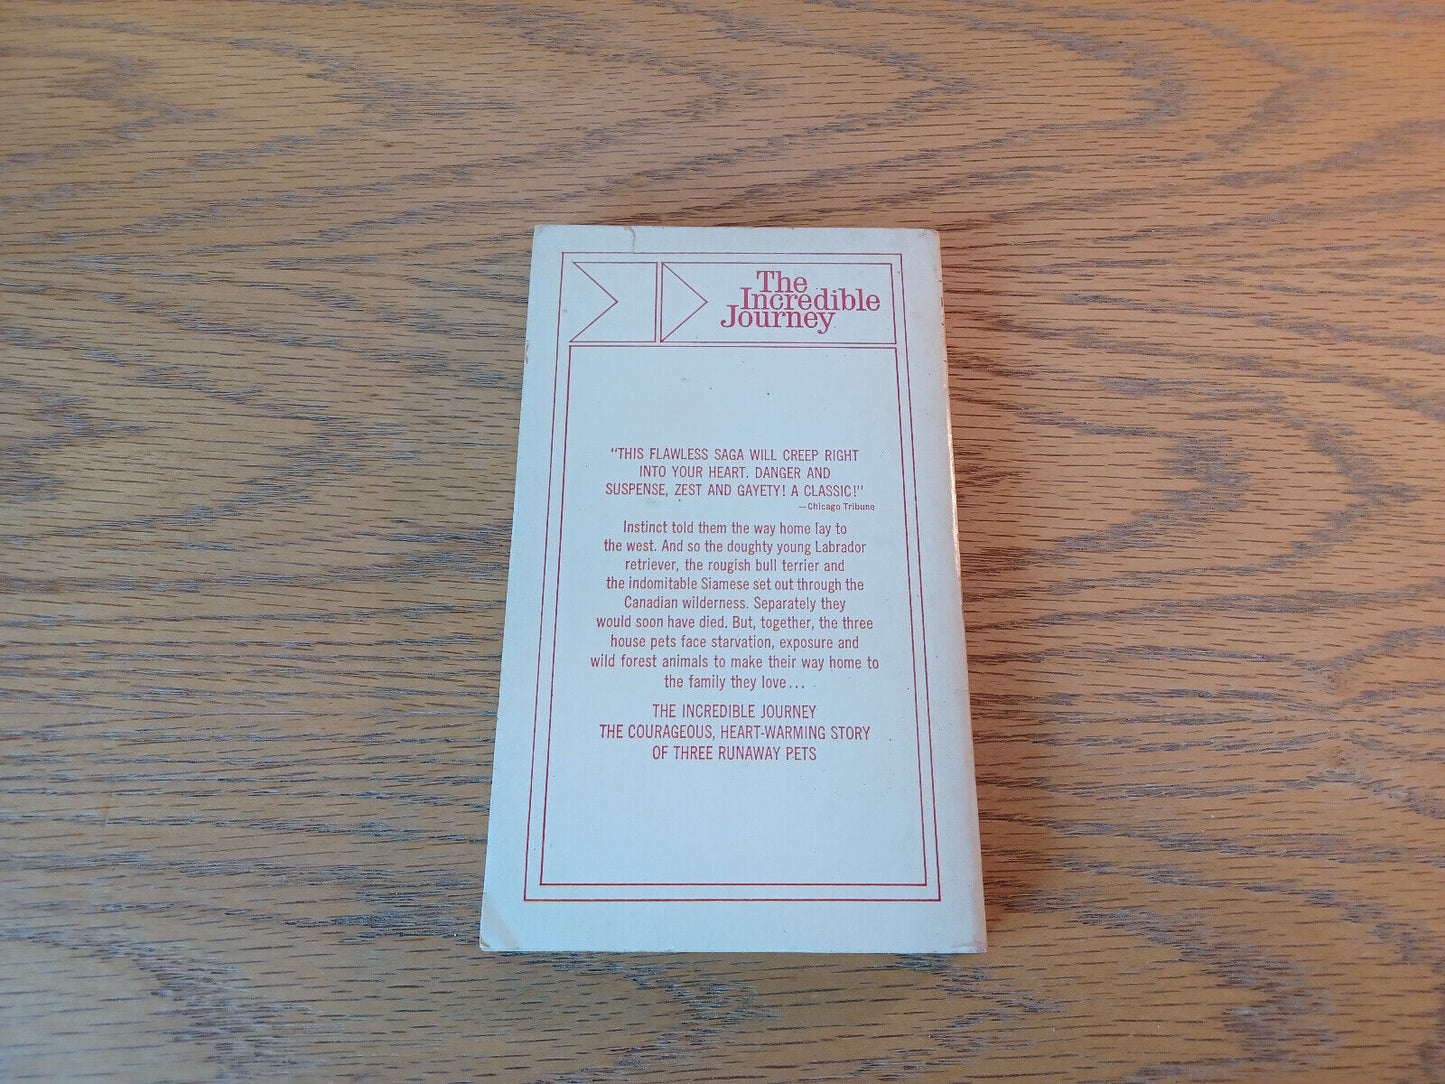 The
Incredible
Journey
"THIS FLAWLESS SAGA WILL CREEP RIGHT
INTO YOUR HEART. DANGER AND
SUSPENSE, ZEST AND GAYETY! A CLASSIC!"
—Chicago Tribune
Instinct told them the way home lay to
the west. And so the doughty young Labrador
retriever, the rougish bull terrier and
the indomitable Siamese set out through the
Canadian wilderness. Separately they
would soon have died. But, together, the three
house pets face starvation, exposure and
wild forest animals to make their way home to
the family they love...
THE INCREDIBLE JOURNEY
THE COURAGEOUS, HEART-WARMING STORY
OF THREE RUNAWAY PETS